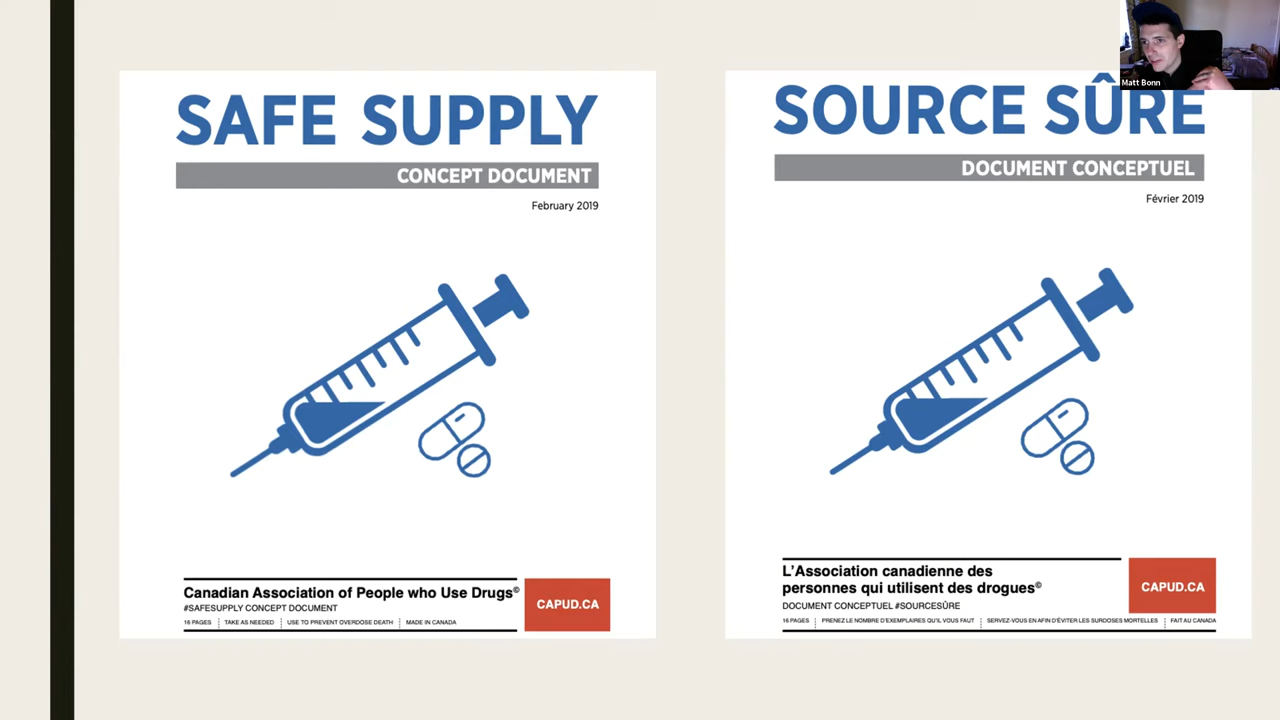 SAFE SUPPLY
CONCEPT DOCUMENT
February 2019
Canadian Association of People who Use Drugs©
#SAFESUPPLY CONCEPT DOCUMENT
16 PAGES TAKE AS NEEDED USE TO PREVENT OVERDOSE DEATH MADE IN CANADA
CAPUD.CA
SOURCE SÛRE
DOCUMENT CONCEPTUEL
Février 2019
L'Association canadienne des
personnes qui utilisent des drogues©
DOCUMENT CONCEPTUEL #SOURCESÛRE
16 PAGES PRENEZ LE NOMBRE D'EXEMPLAIRES QU'IL VOUS FAUT SERVEZ-VOUS EN AFIN D'ÉVITER LES SURDOSES MORTELLES FAIT AU CANADA
CAPUD.CA
Matt Bonn